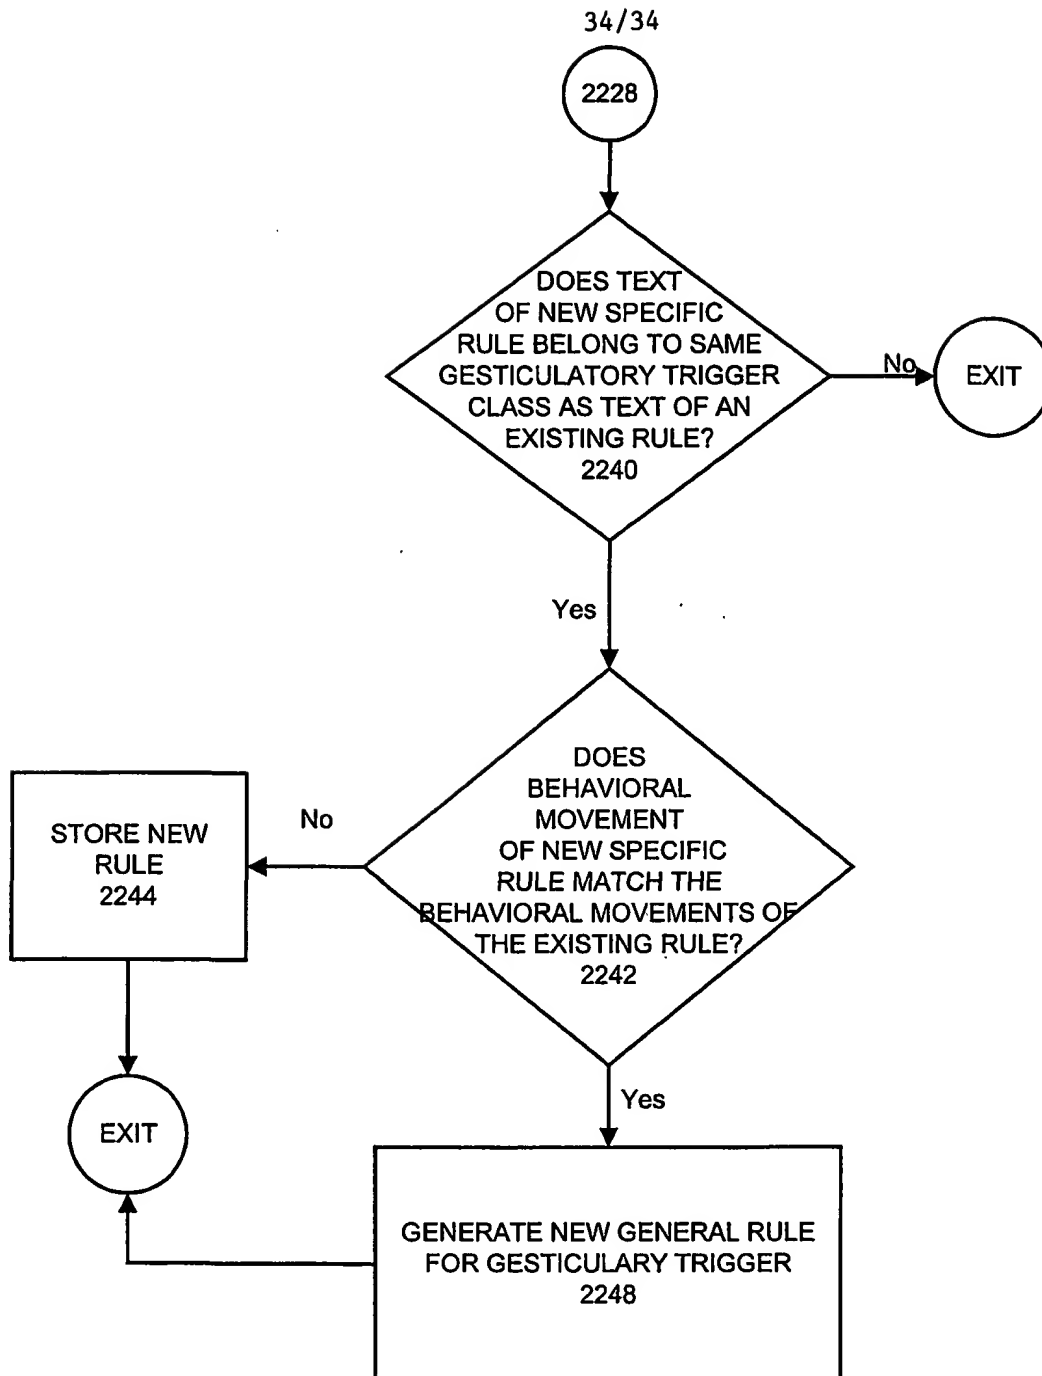 34/34
2228
DOES TEXT
OF NEW SPECIFIC
RULE BELONG TO SAME
GESTICULATORY TRIGGER
CLASS AS TEXT OF AN
EXISTING RULE?
2240
No
EXIT
Yes
DOES
BEHAVIORAL
MOVEMENT
OF NEW SPECIFIC
RULE MATCH THE
BEHAVIORAL MOVEMENTS OF
THE EXISTING RULE?
2242
No
STORE NEW
RULE
2244
EXIT
Yes
GENERATE NEW GENERAL RULE
FOR GESTICULARY TRIGGER
2248